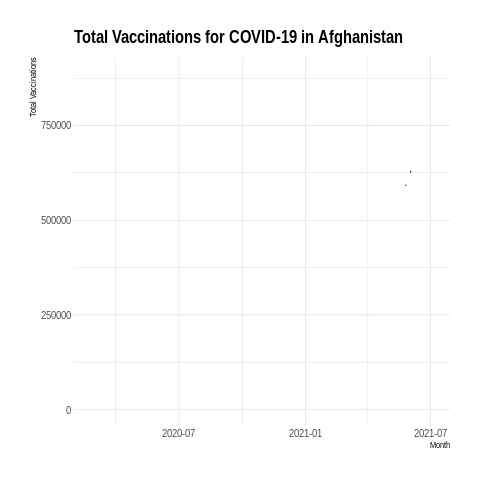 Total Vaccinations for COVID-19 in Afghanistan
Total Vaccinations
750000
500000
250000
0
2020-07 2021-01 2021-07
Month